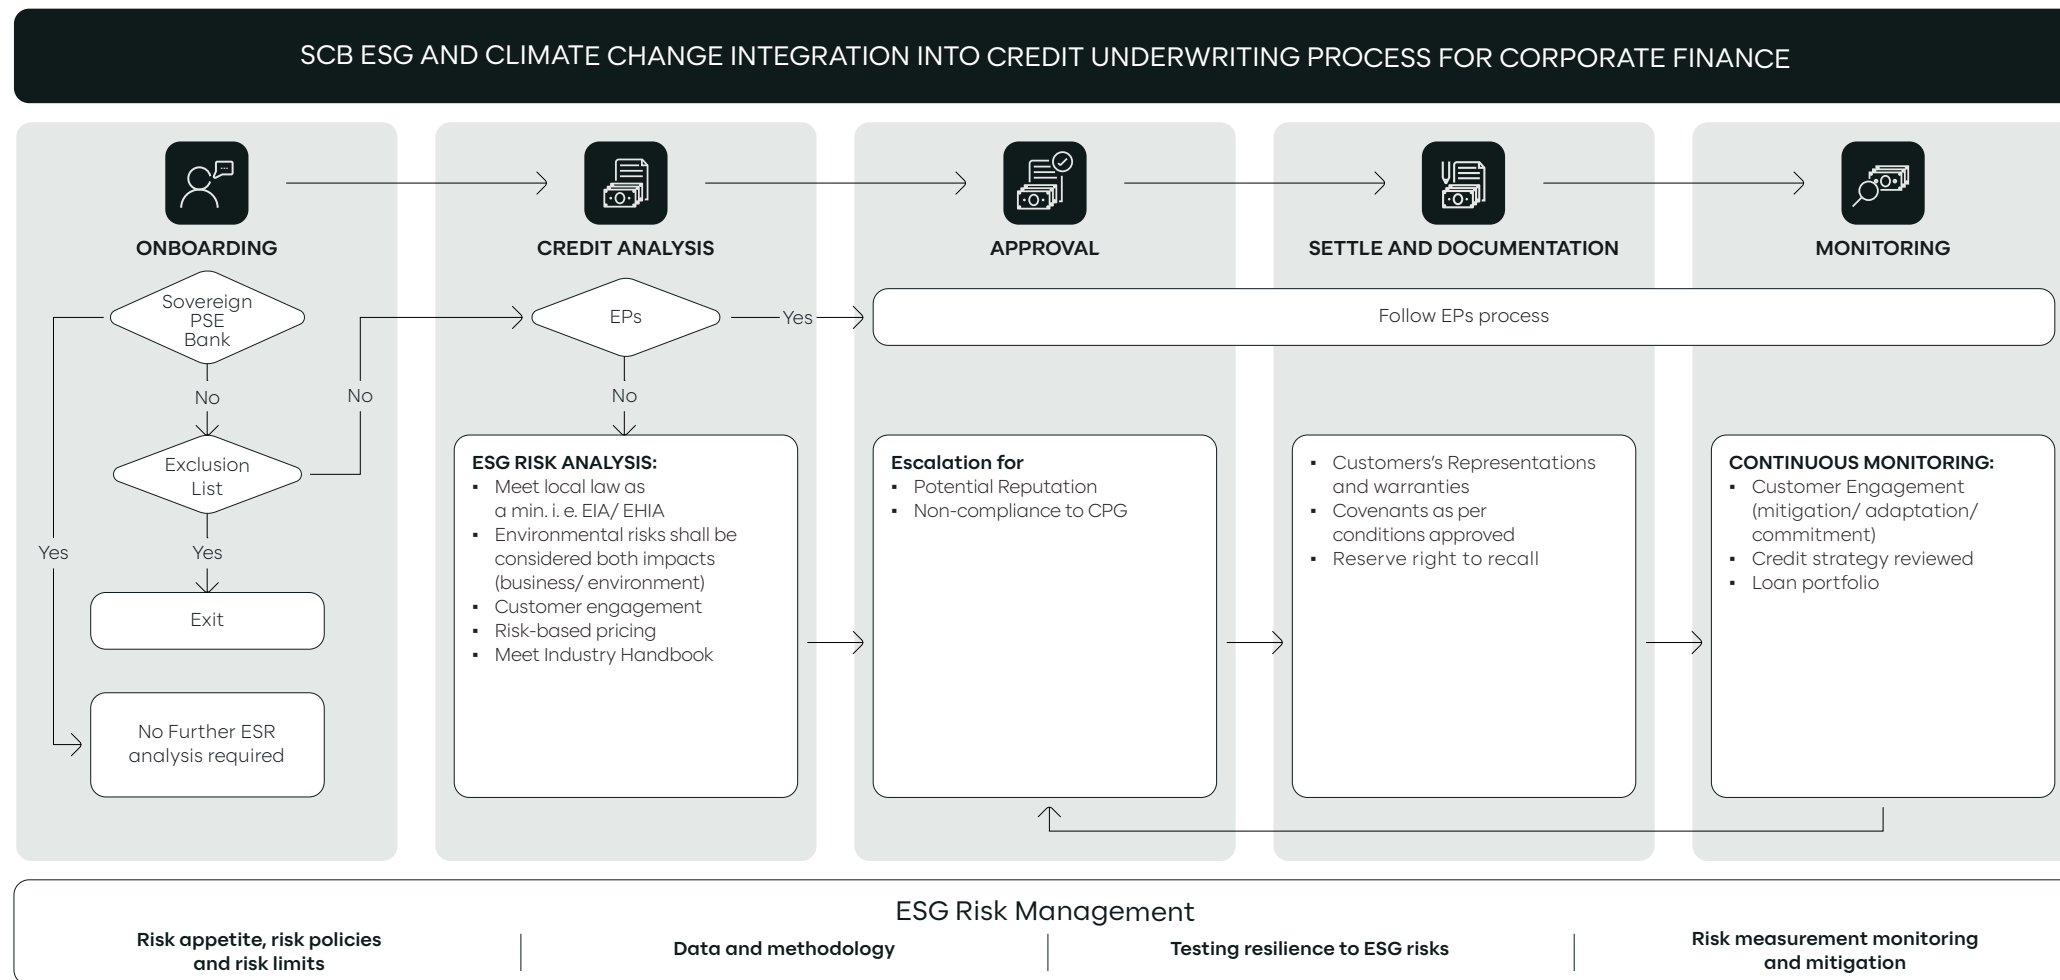 SCB ESG AND CLIMATE CHANGE INTEGRATION INTO CREDIT UNDERWRITING PROCESS FOR CORPORATE FINANCE
ONBOARDING
Sovereign
PSE
Bank
No
No
Exclusion
List
Yes
Yes
Exit
No Further ESR
analysis required
CREDIT ANALYSIS
EPs
Yes
No
ESG RISK ANALYSIS:
▪ Meet local law as
a min. i. e. EIA/ EHIA
▪ Environmental risks shall be
considered both impacts
(business/ environment)
▪ Customer engagement
▪ Risk-based pricing
▪ Meet Industry Handbook
APPROVAL
Follow EPs process
Escalation for
▪ Potential Reputation
▪ Non-compliance to CPG
SETTLE AND DOCUMENTATION
▪ Customers's Representations
and warranties
▪ Covenants as per
conditions approved
▪ Reserve right to recall
MONITORING
CONTINUOUS MONITORING:
▪ Customer Engagement
(mitigation/ adaptation/
commitment)
▪ Credit strategy reviewed
▪ Loan portfolio
ESG Risk Management
Risk appetite, risk policies
and risk limits
Data and methodology
Testing resilience to ESG risks
Risk measurement monitoring
and mitigation